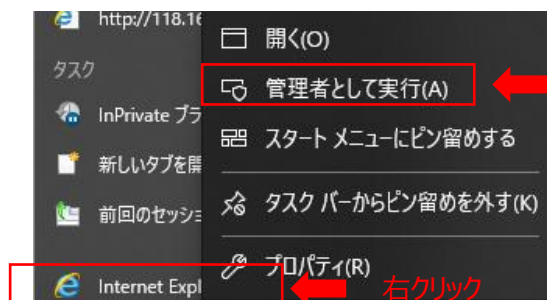 http://118.16
開く(O)
タスク
管理者として実行(A)
InPrivate ブラ
スタート メニューにピン留めする
新しいタブを開
タスク バーからピン留めを外す(K)
前回のセッショ
プロパティ(R)
Internet Expl
右クリック